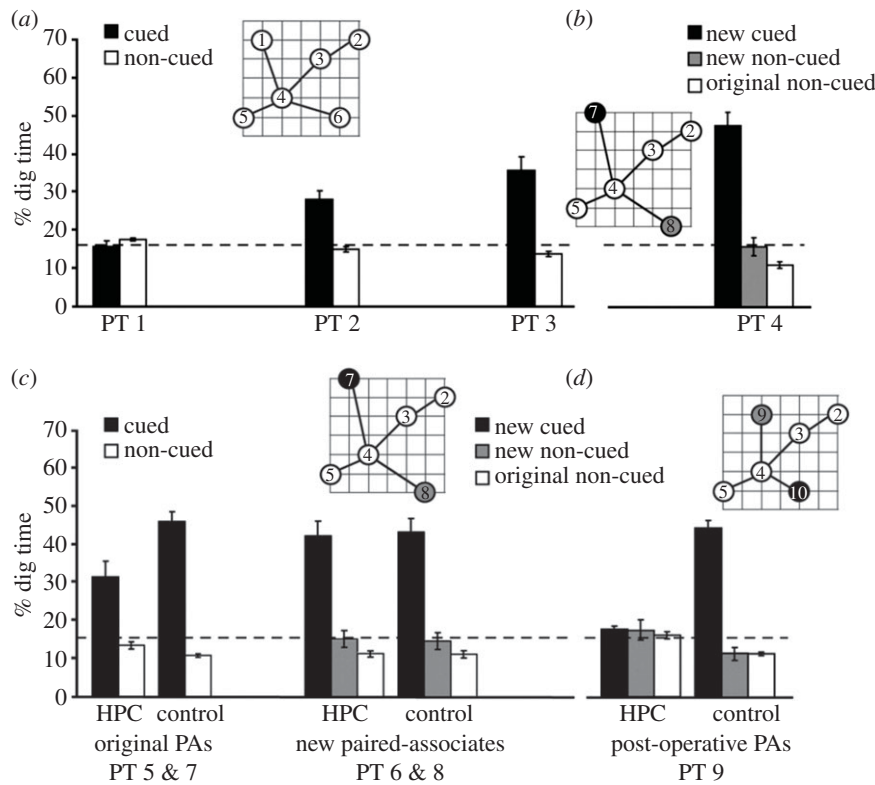 (a)
70
60
50
40
30
20
10
0
% dig time
cued
non-cued
1
2
3
4
5
6
PT 1
PT 2
PT 3
(b)
new cued
new non-cued
original non-cued
7
2
3
4
5
8
PT 4
(c)
70
60
50
40
30
20
10
0
% dig time
cued
non-cued
7
2
3
4
5
8
new cued
new non-cued
original non-cued
HPC control
original PAs
PT 5 & 7
HPC control
new paired-associates
PT 6 & 8
(d)
9
2
3
4
5
10
HPC control
post-operative PAs
PT 9